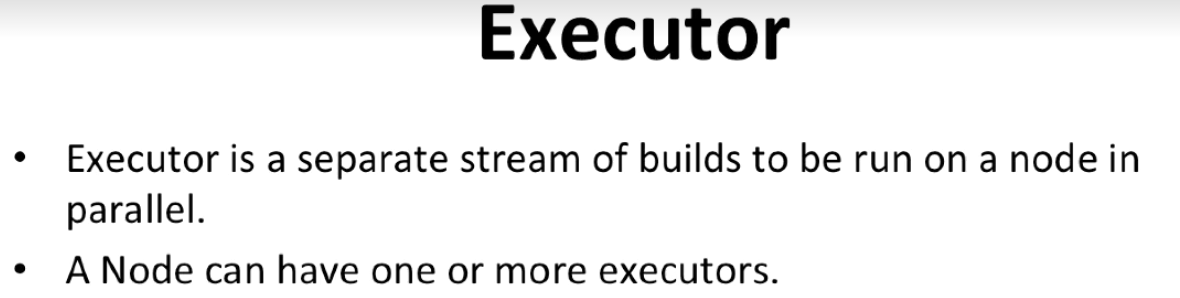 Executor
• Executor is a separate stream of builds to be run on a node in
parallel.
• A Node can have one or more executors.